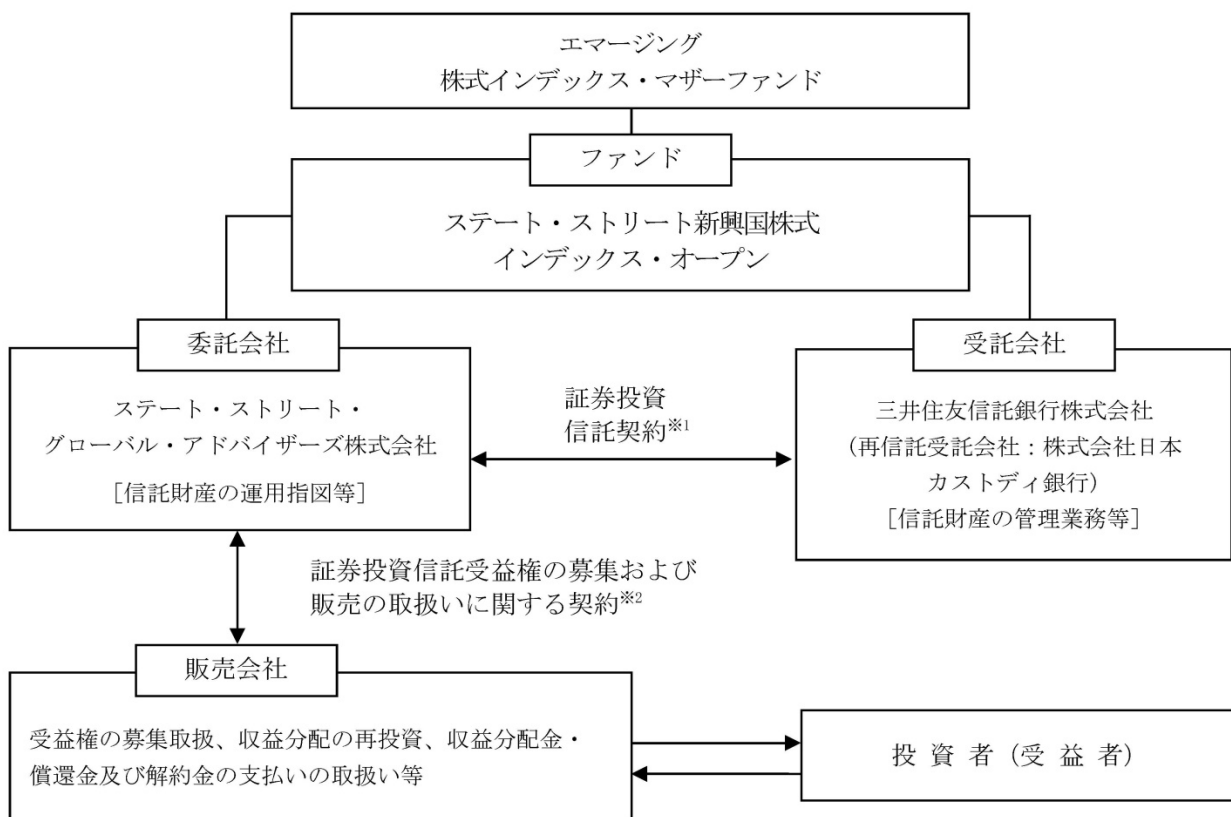 エマージング
株式インデックス・マザーファンド
ファンド
ステート・ストリート新興国株式
インデックス・オープン
委託会社
ステート・ストリート・
グローバル・アドバイザーズ株式会社
[信託財産の運用指図等]
証券投資
信託契約※1
受託会社
三井住友信託銀行株式会社
(再信託受託会社:株式会社日本
カストディ銀行)
[信託財産の管理業務等]
証券投資信託受益権の募集および
販売の取扱いに関する契約※2
販売会社
受益権の募集取扱、収益分配の再投資、収益分配金・
償還金及び解約金の支払いの取扱い等
投 資 者 (受 益 者)